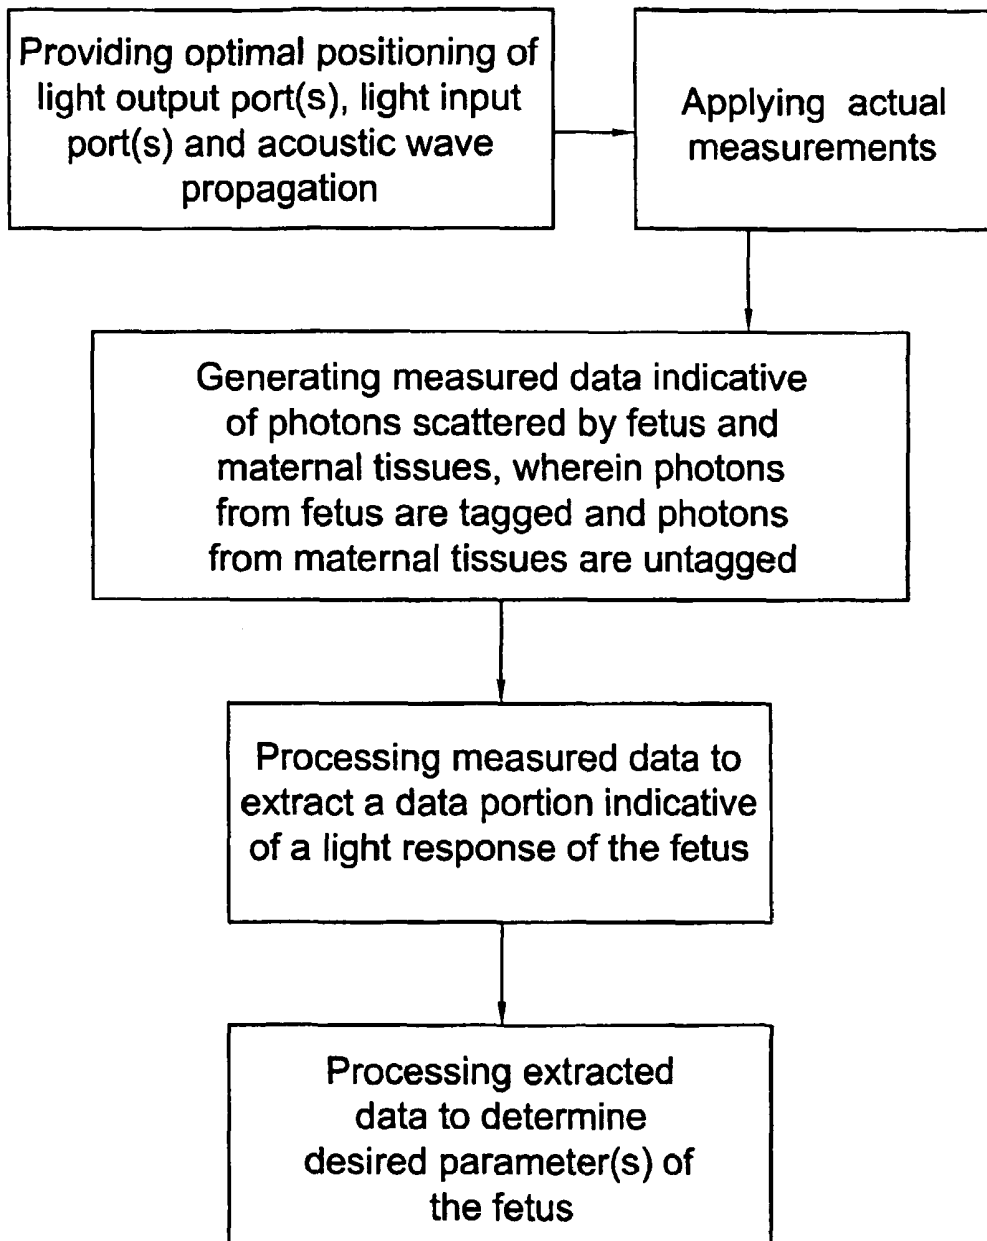 Providing optimal positioning of
light output port(s), light input
port(s) and acoustic wave
propagation
Applying actual
measurements
Generating measured data indicative
of photons scattered by fetus and
maternal tissues, wherein photons
from fetus are tagged and photons
from maternal tissues are untagged
Processing measured data to
extract a data portion indicative
of a light response of the fetus
Processing extracted
data to determine
desired parameter(s) of
the fetus